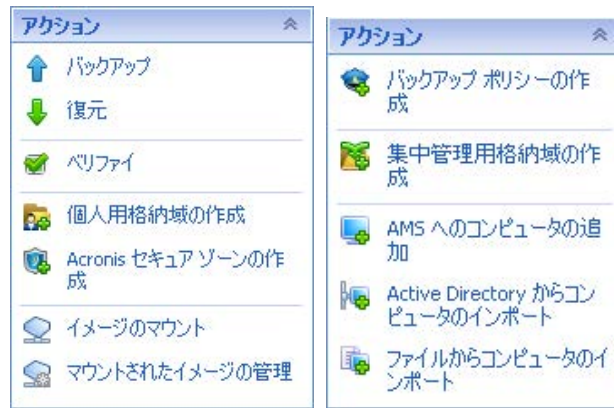 アクション
バックアップ
復元
ベリファイ
個人用格納域の作成
Acronis セキュア ゾーンの作
成
イメージのマウント
マウントされたイメージの管理
アクション
バックアップ ポリシーの作
成
集中管理用格納域の作
成
AMS へのコンピュータの追
加
Active Directory からコン
ピュータのインポート
ファイルからコンピュータのイ
ンポート